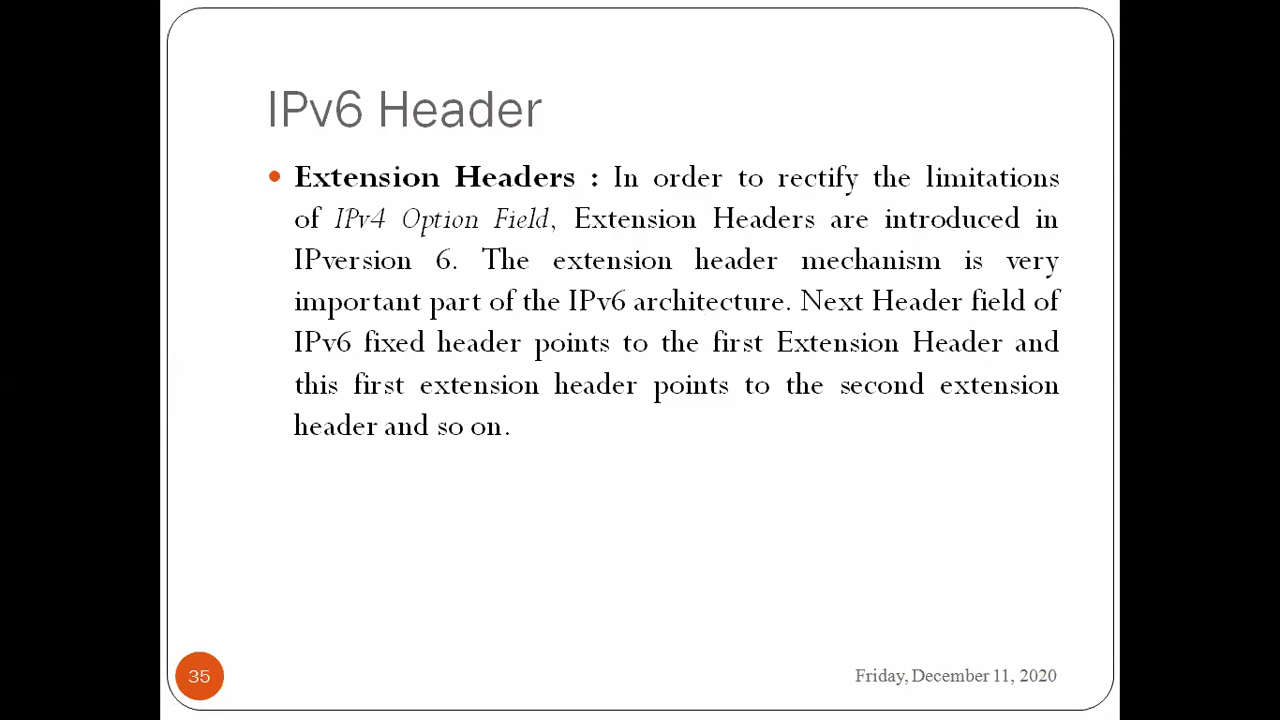 IPv6 Header
• Extension Headers : In order to rectify the limitations
of IPv4 Option Field, Extension Headers are introduced in
IPversion 6. The extension header mechanism is very
important part of the IPv6 architecture. Next Header field of
IPv6 fixed header points to the first Extension Header and
this first extension header points to the second extension
header and so on.
35
Friday, December 11, 2020